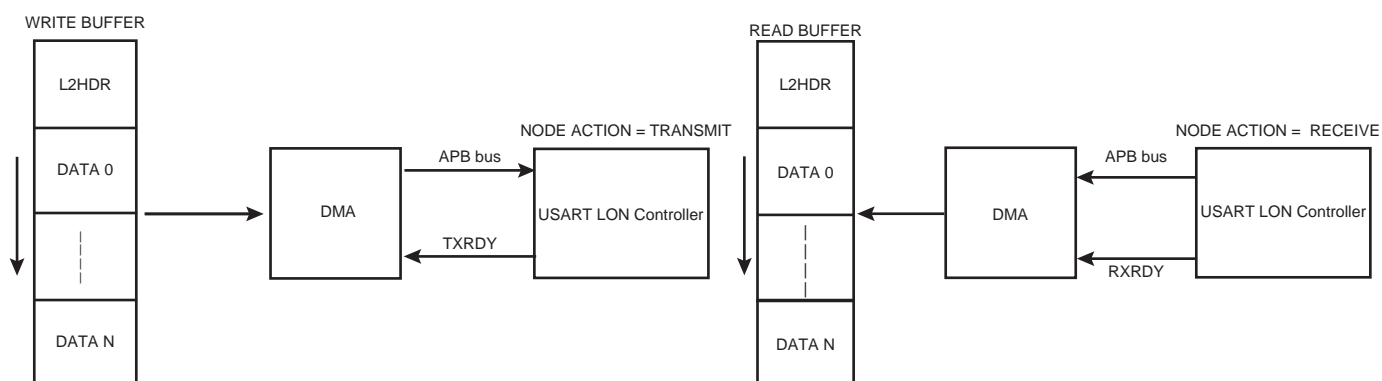 WRITE BUFFER
L2HDR
DATA 0
DATA N
DMA
APB bus
TXRDY
NODE ACTION = TRANSMIT
USART LON Controller
READ BUFFER
L2HDR
DATA 0
DATA N
DMA
APB bus
RXRDY
NODE ACTION = RECEIVE
USART LON Controller